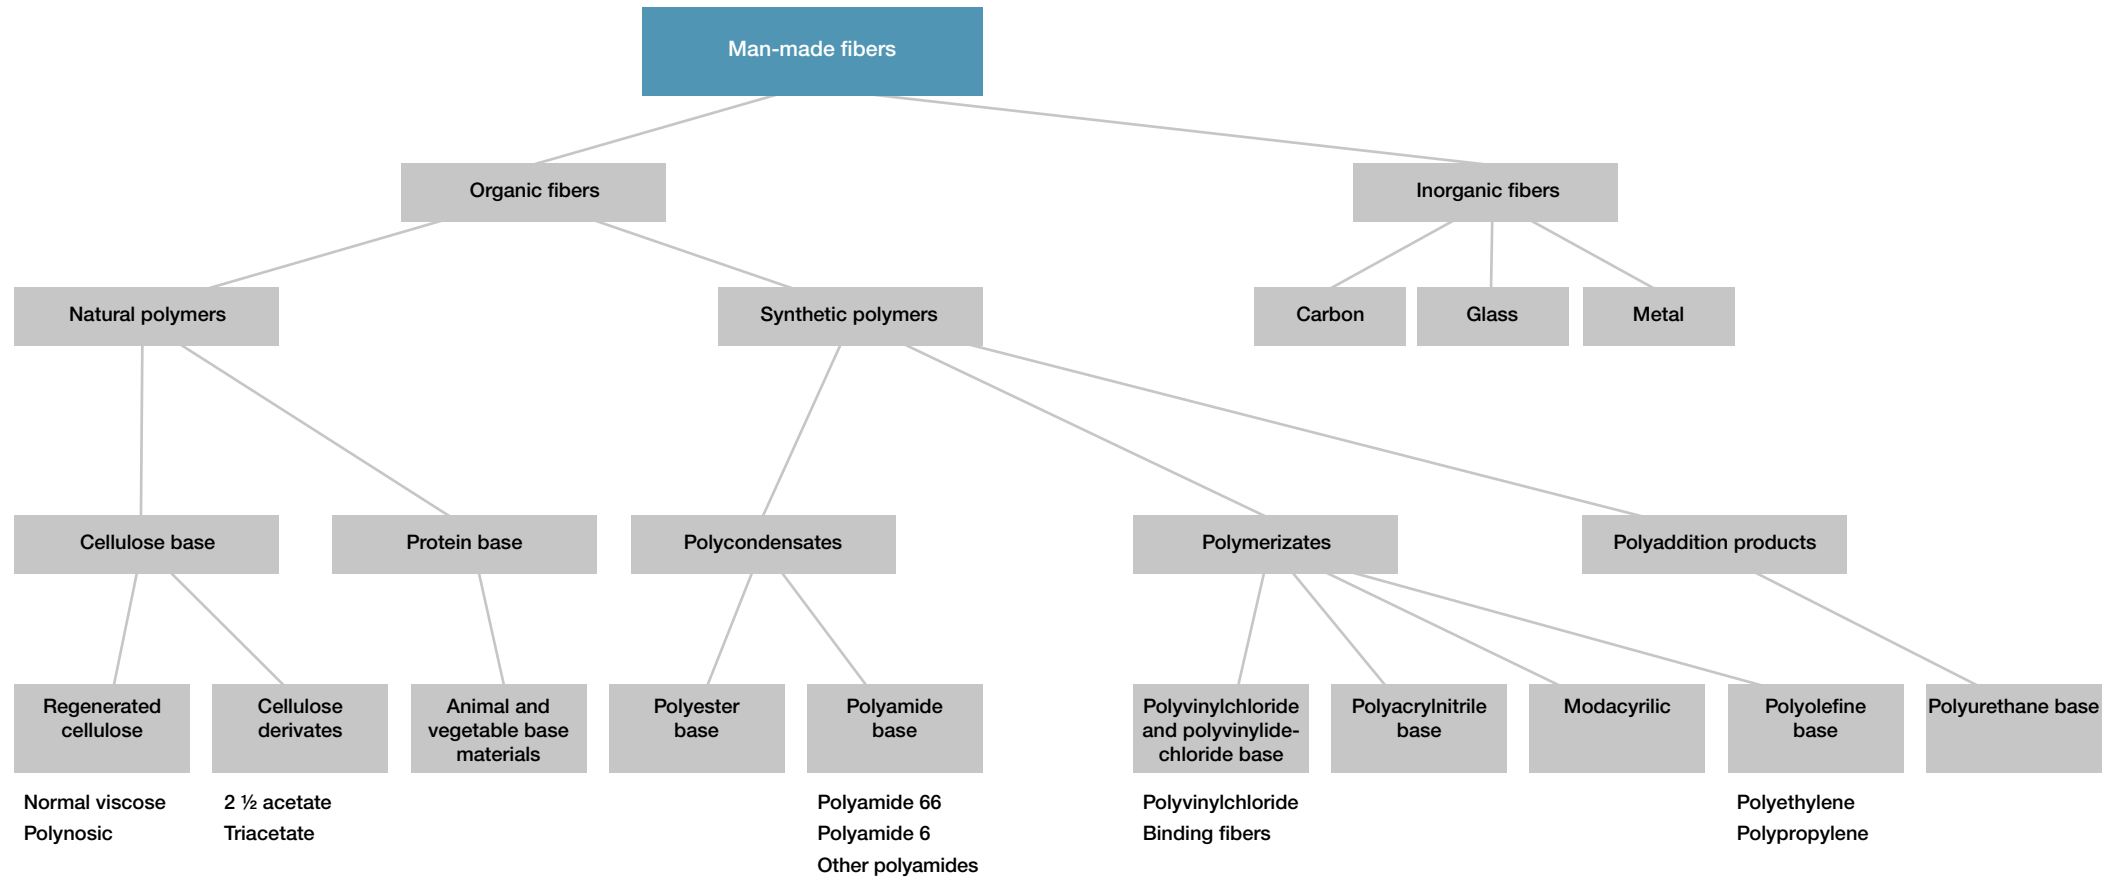 Man-made fibers
Organic fibers
Inorganic fibers
Natural polymers
Synthetic polymers
Carbon
Glass
Metal
Cellulose base
Protein base
Polycondensates
Polymerizates
Polyaddition products
Regenerated
cellulose
Cellulose
derivates
Animal and
vegetable base
materials
Polyester
base
Polyamide
base
Polyvinylchloride
and polyvinylide-
chloride base
Polyacrylnitrile
base
Modacyrilic
Polyolefine
base
Polyurethane base
Normal viscose
Polynosic
2 ½ acetate
Triacetate
Polyamide 66
Polyamide 6
Other polyamides
Polyvinylchloride
Binding fibers
Polyethylene
Polypropylene